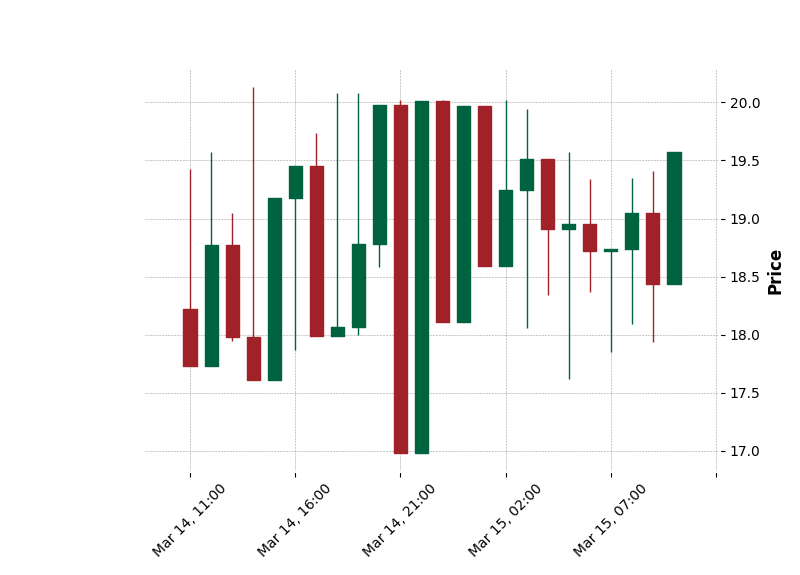 20.0
19.5
19.0
18.5
18.0
17.5
17.0
Price
Mar 14, 11:00
Mar 14, 16:00
Mar 14, 21:00
Mar 15, 02:00
Mar 15, 07:00